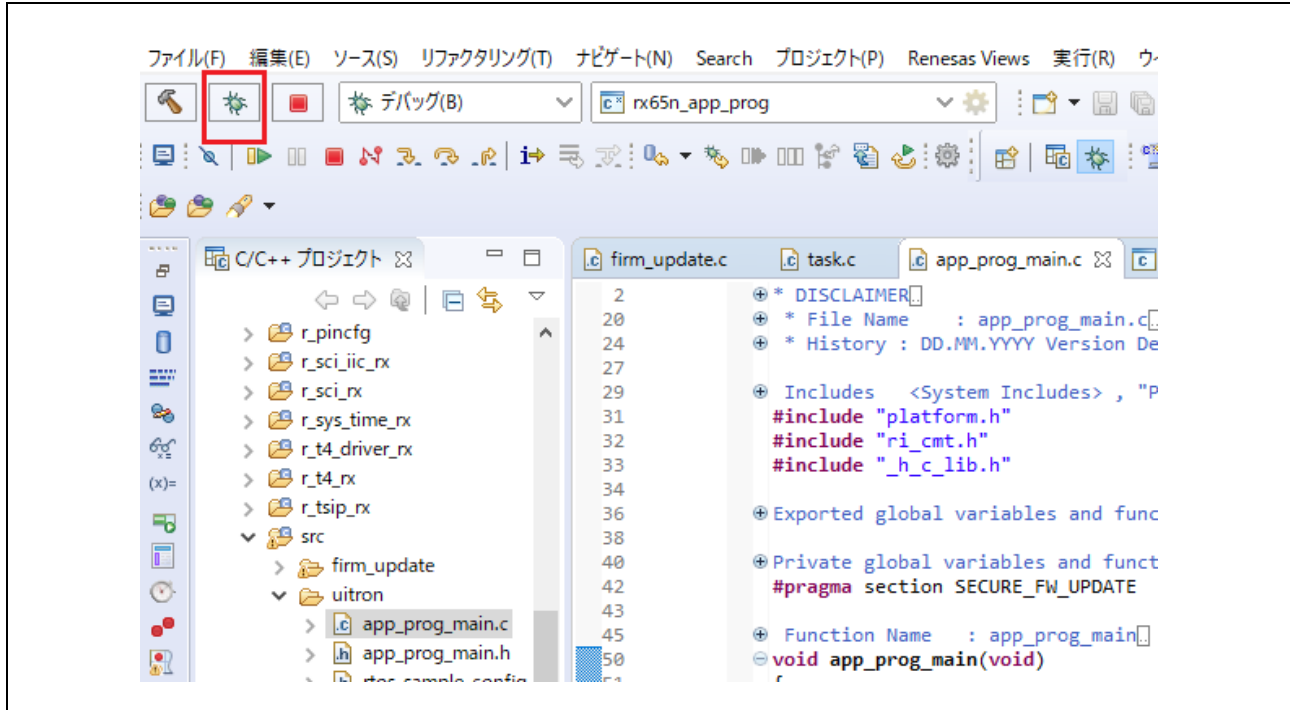 ファイル(F) 編集(E) ソース(S) リファクタリング(T) ナビゲート(N) Search プロジェクト(P) Renesas Views 実行(R)
デバッグ(B) rx65n_app_prog
C/C++ プロジェクト firm_update.c task.c app_prog_main.c
r_pincfg
r_sci_iic_rx
r_sci_rx
r_sys_time_rx
r_t4_driver_rx
r_t4_rx
r_tsip_rx
src
firm_update
uitron
app_prog_main.c
app_prog_main.h
(x)=
2 * DISCLAIMER
20 * File Name : app_prog_main.c
24 * History : DD.MM.YYYY Version De
27
29 Includes <System Includes> , "P
31 #include "platform.h"
32 #include "ri_cmt.h"
33 #include "_h_c_lib.h"
34
36 Exported global variables and func
38
40 Private global variables and funct
42 #pragma section SECURE_FW_UPDATE
43
45 Function Name : app_prog_main
50 void app_prog_main(void)